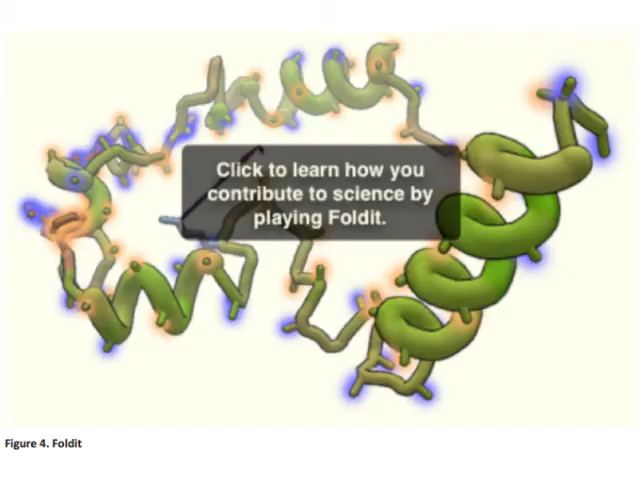 Click to learn how you
contribute to science by
playing Foldit.
Figure 4. Foldit